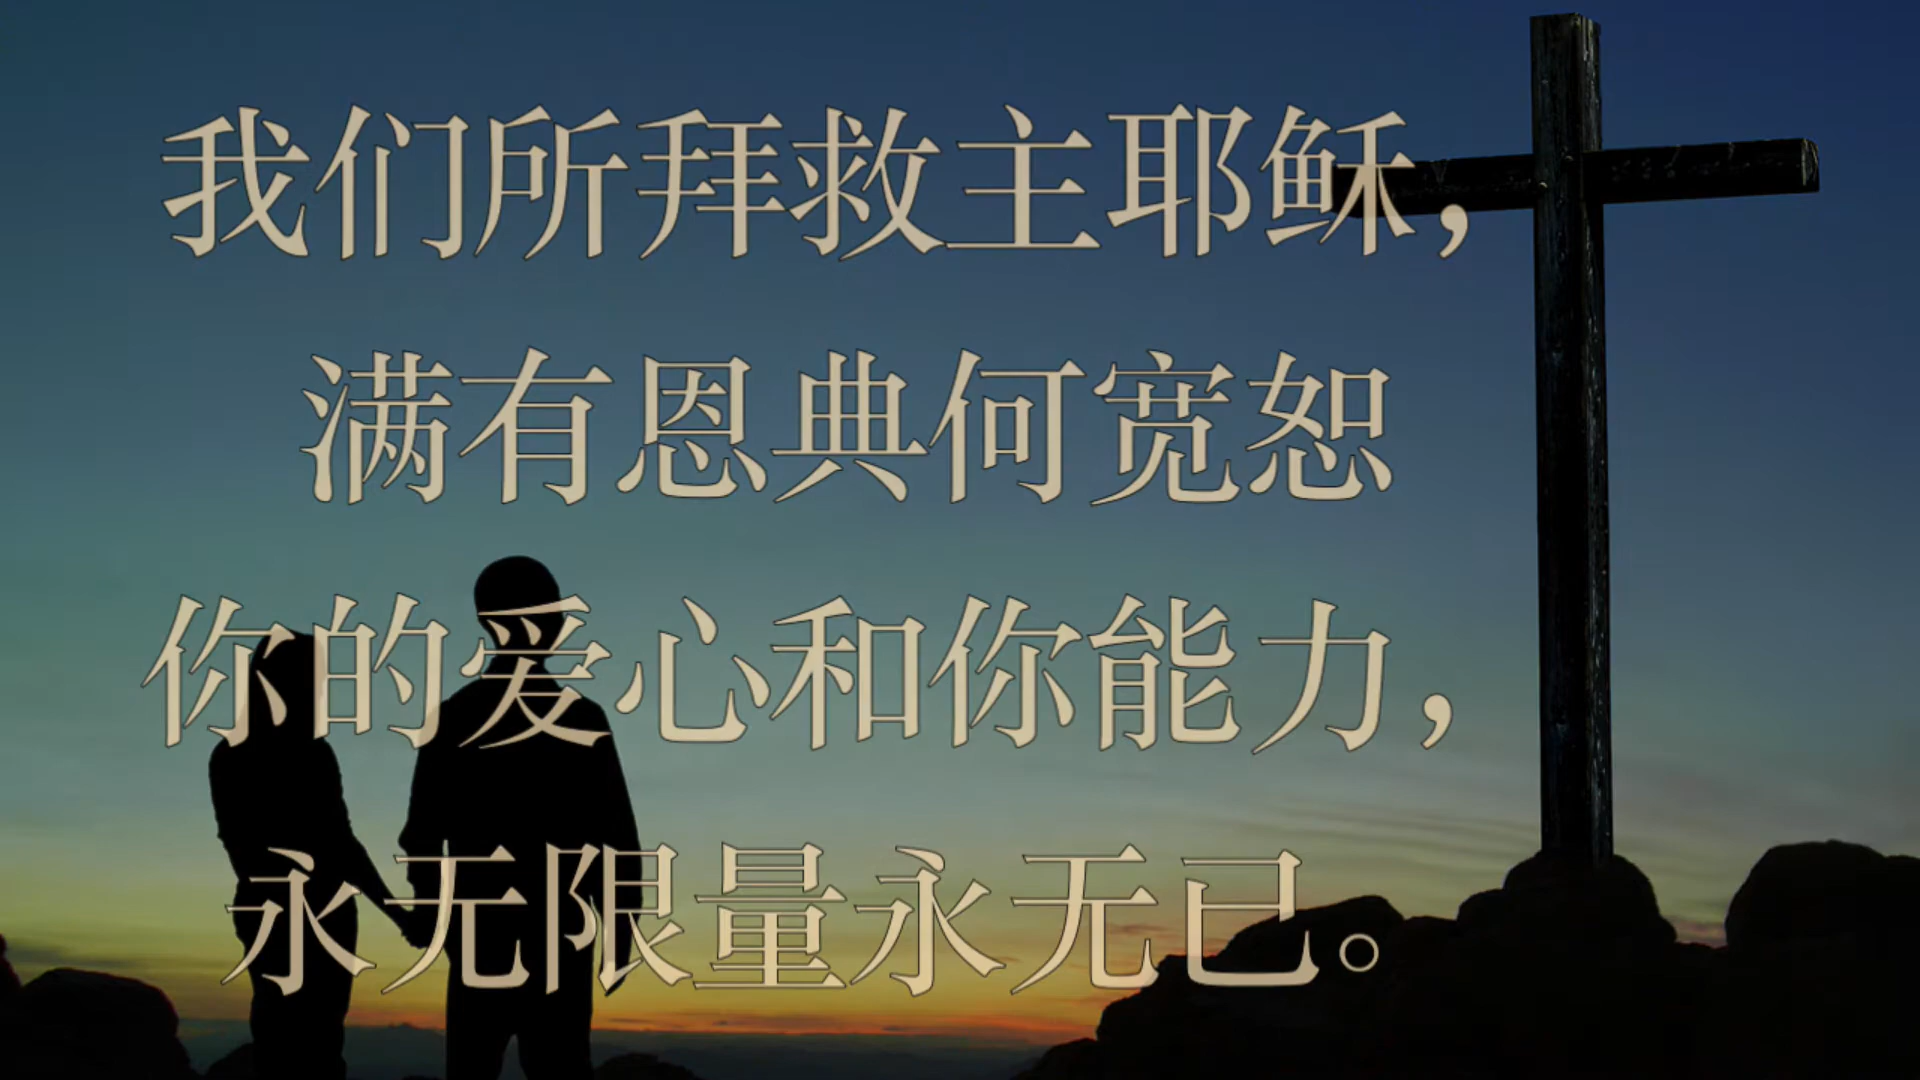 我们所拜救主耶稣，
满有恩典何宽恕
你的爱心和你能力，
永无限量永无已。